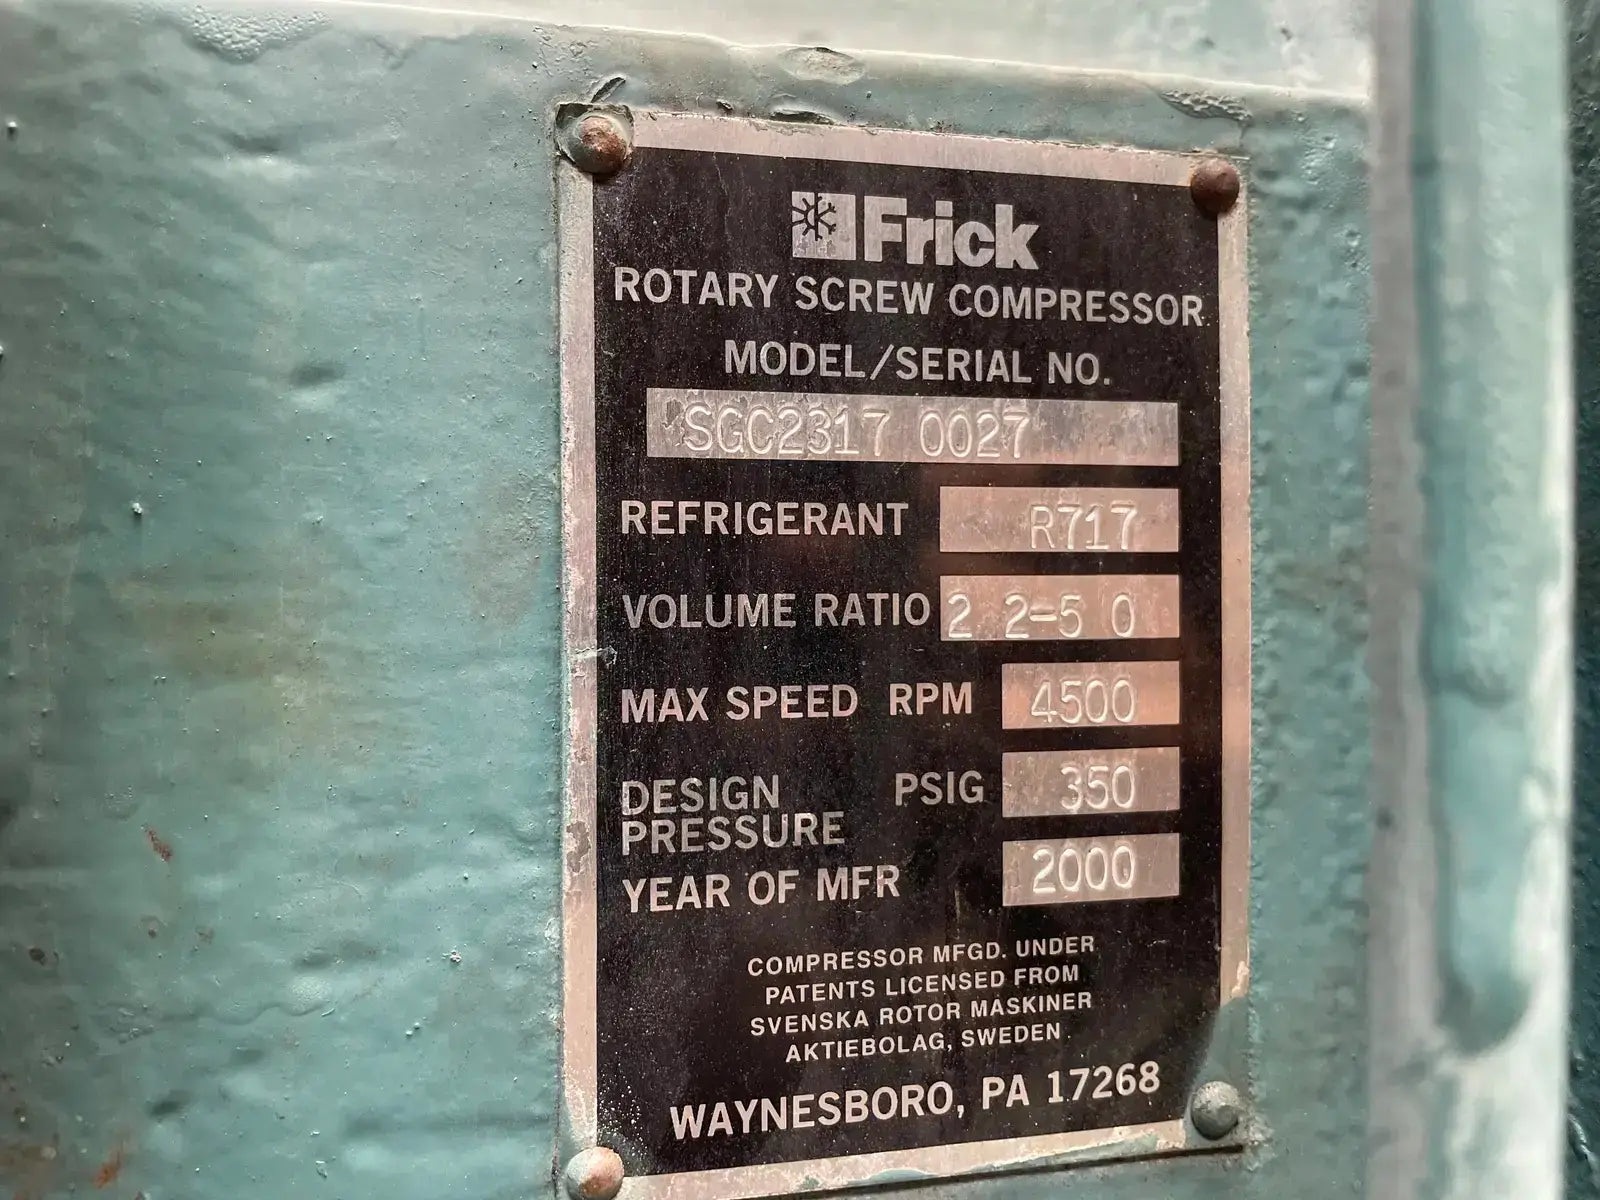 Frick
ROTARY SCREW COMPRESSOR
MODEL/SERIAL NO.
SGC2317 0027
REFRIGERANT R717
VOLUME RATIO 2 2-5 0
MAX SPEED RPM 4500
DESIGN PSIG 350
PRESSURE
YEAR OF MFR 2000
COMPRESSOR MFGD. UNDER
PATENTS LICENSED FROM
SVENSKA ROTOR MASKINER
AKTIEBOLAG, SWEDEN
WAYNESBORO, PA 17268